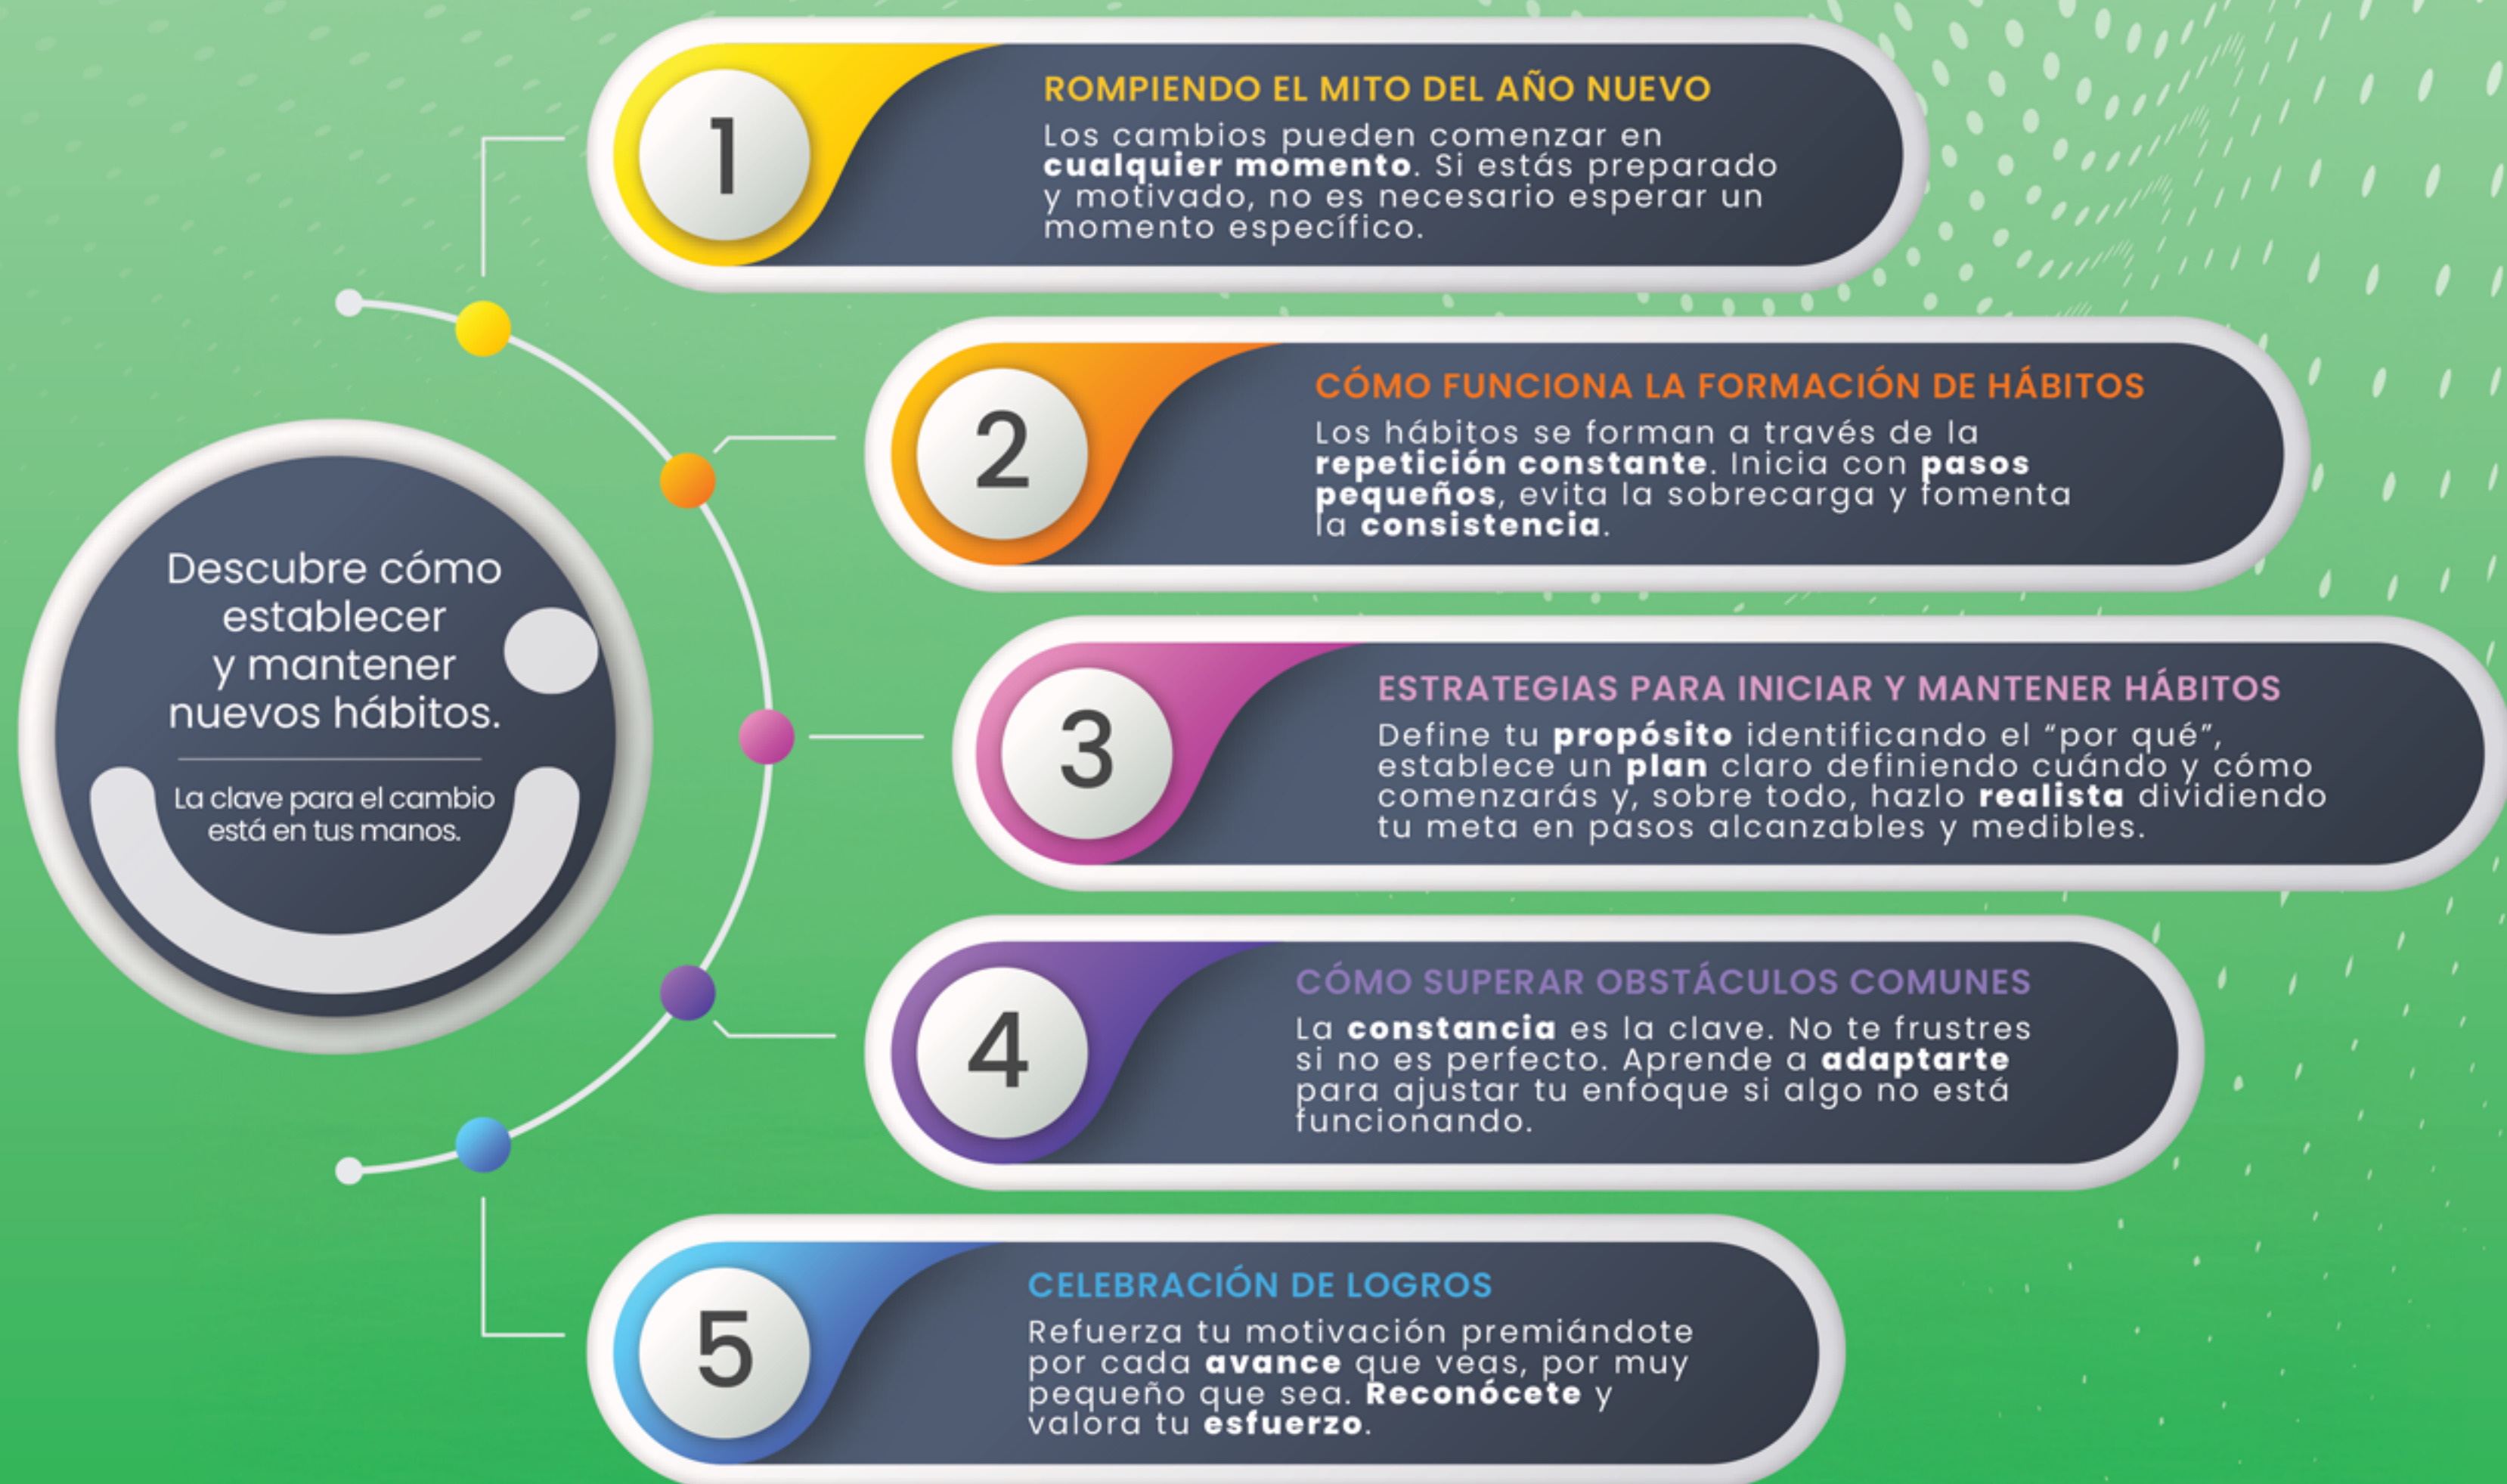 Descubre cómo
establecer
y mantener
nuevos hábitos.
La clave para el cambio
está en tus manos.
1
ROMPIENDO EL MITO DEL AÑO NUEVO
Los cambios pueden comenzar en
cualquier momento. Si estás preparado
y motivado, no es necesario esperar un
momento específico.
2
CÓMO FUNCIONA LA FORMACIÓN DE HÁBITOS
Los hábitos se forman a través de la
repetición constante. Inicia con pasos
pequeños, evita la sobrecarga y fomenta
la consistencia.
3
ESTRATEGIAS PARA INICIAR Y MANTENER HÁBITOS
Define tu propósito identificando el “por qué”,
establece un plan claro definiendo cuándo y cómo
comenzarás y, sobre todo, hazlo realista dividiendo
tu meta en pasos alcanzables y medibles.
4
CÓMO SUPERAR OBSTÁCULOS COMUNES
La constancia es la clave. No te frustres
si no es perfecto. Aprende a adaptarte
para ajustar tu enfoque si algo no está
funcionando.
5
CELEBRACIÓN DE LOGROS
Refuerza tu motivación premiándote
por cada avance que veas, por muy
pequeño que sea. Reconócete y
valora tu esfuerzo.